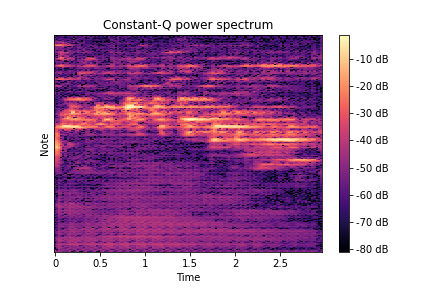 Constant-Q power spectrum
Note
-10 dB
-20 dB
-30 dB
-40 dB
-50 dB
-60 dB
-70 dB
-80 dB
0 0.5 1 1.5 2 2.5
Time